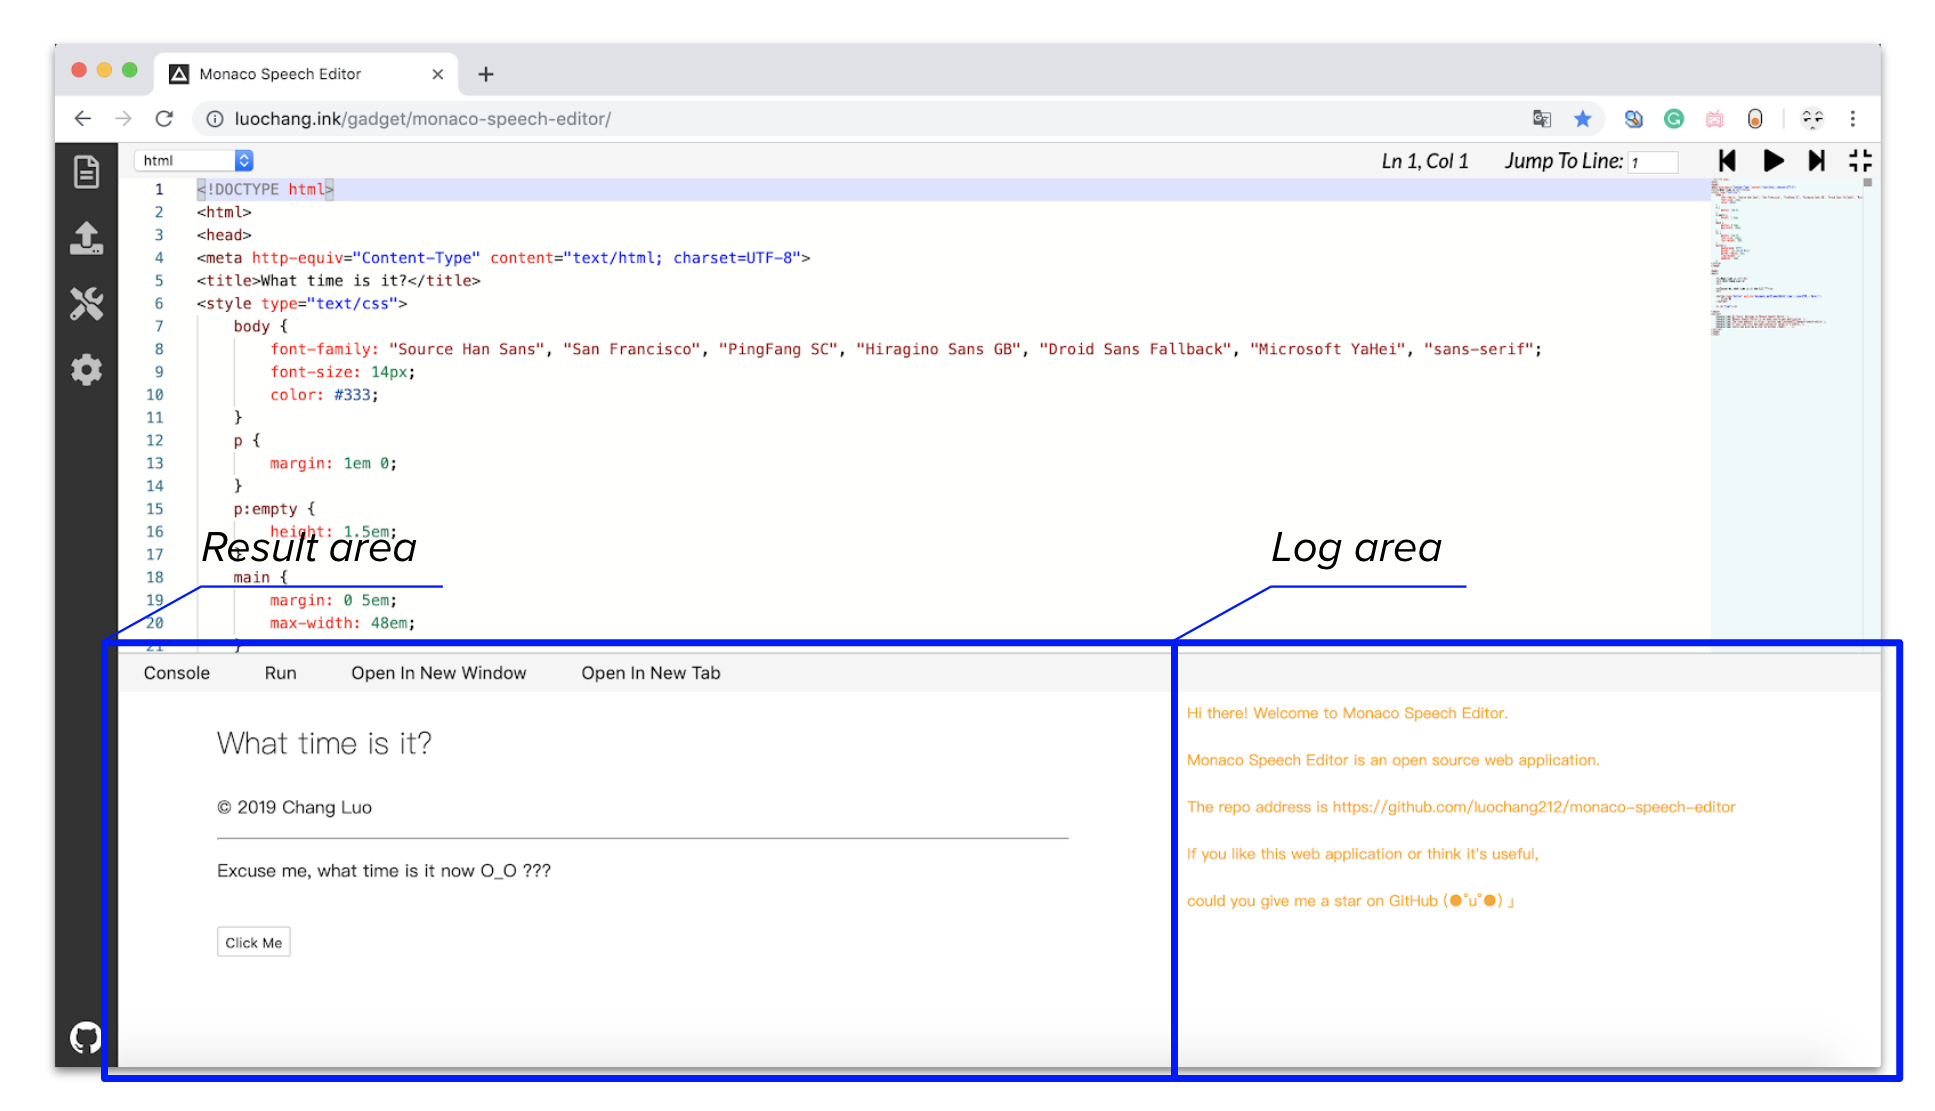 Monaco Speech Editor
luochang.ink/gadget/monaco-speech-editor/
html
Ln 1, Col 1 Jump To Line: 1
1 <!DOCTYPE html>
2 <html>
3 <head>
4 <meta http-equiv="Content-Type" content="text/html; charset=UTF-8">
5 <title>What time is it?</title>
6 <style type="text/css">
7 body {
8 font-family: "Source Han Sans", "San Francisco", "PingFang SC", "Hiragino Sans GB", "Droid Sans Fallback", "Microsoft YaHei", "sans-serif";
9 font-size: 14px;
10 color: #333;
11 }
12 p {
13 margin: 1em 0;
14 }
15 p:empty {
16 height: 1.5em;
17 }
Result area
Log area
18 main {
19 margin: 0 5em;
20 max-width: 48em;
21 }
Console Run Open In New Window Open In New Tab
What time is it?
© 2019 Chang Luo
Excuse me, what time is it now O_O ???
Click Me
Hi there! Welcome to Monaco Speech Editor.
Monaco Speech Editor is an open source web application.
The repo address is https://github.com/luochang212/monaco-speech-editor
If you like this web application or think it's useful,
could you give me a star on GitHub (●ﾟuﾟ●) 」